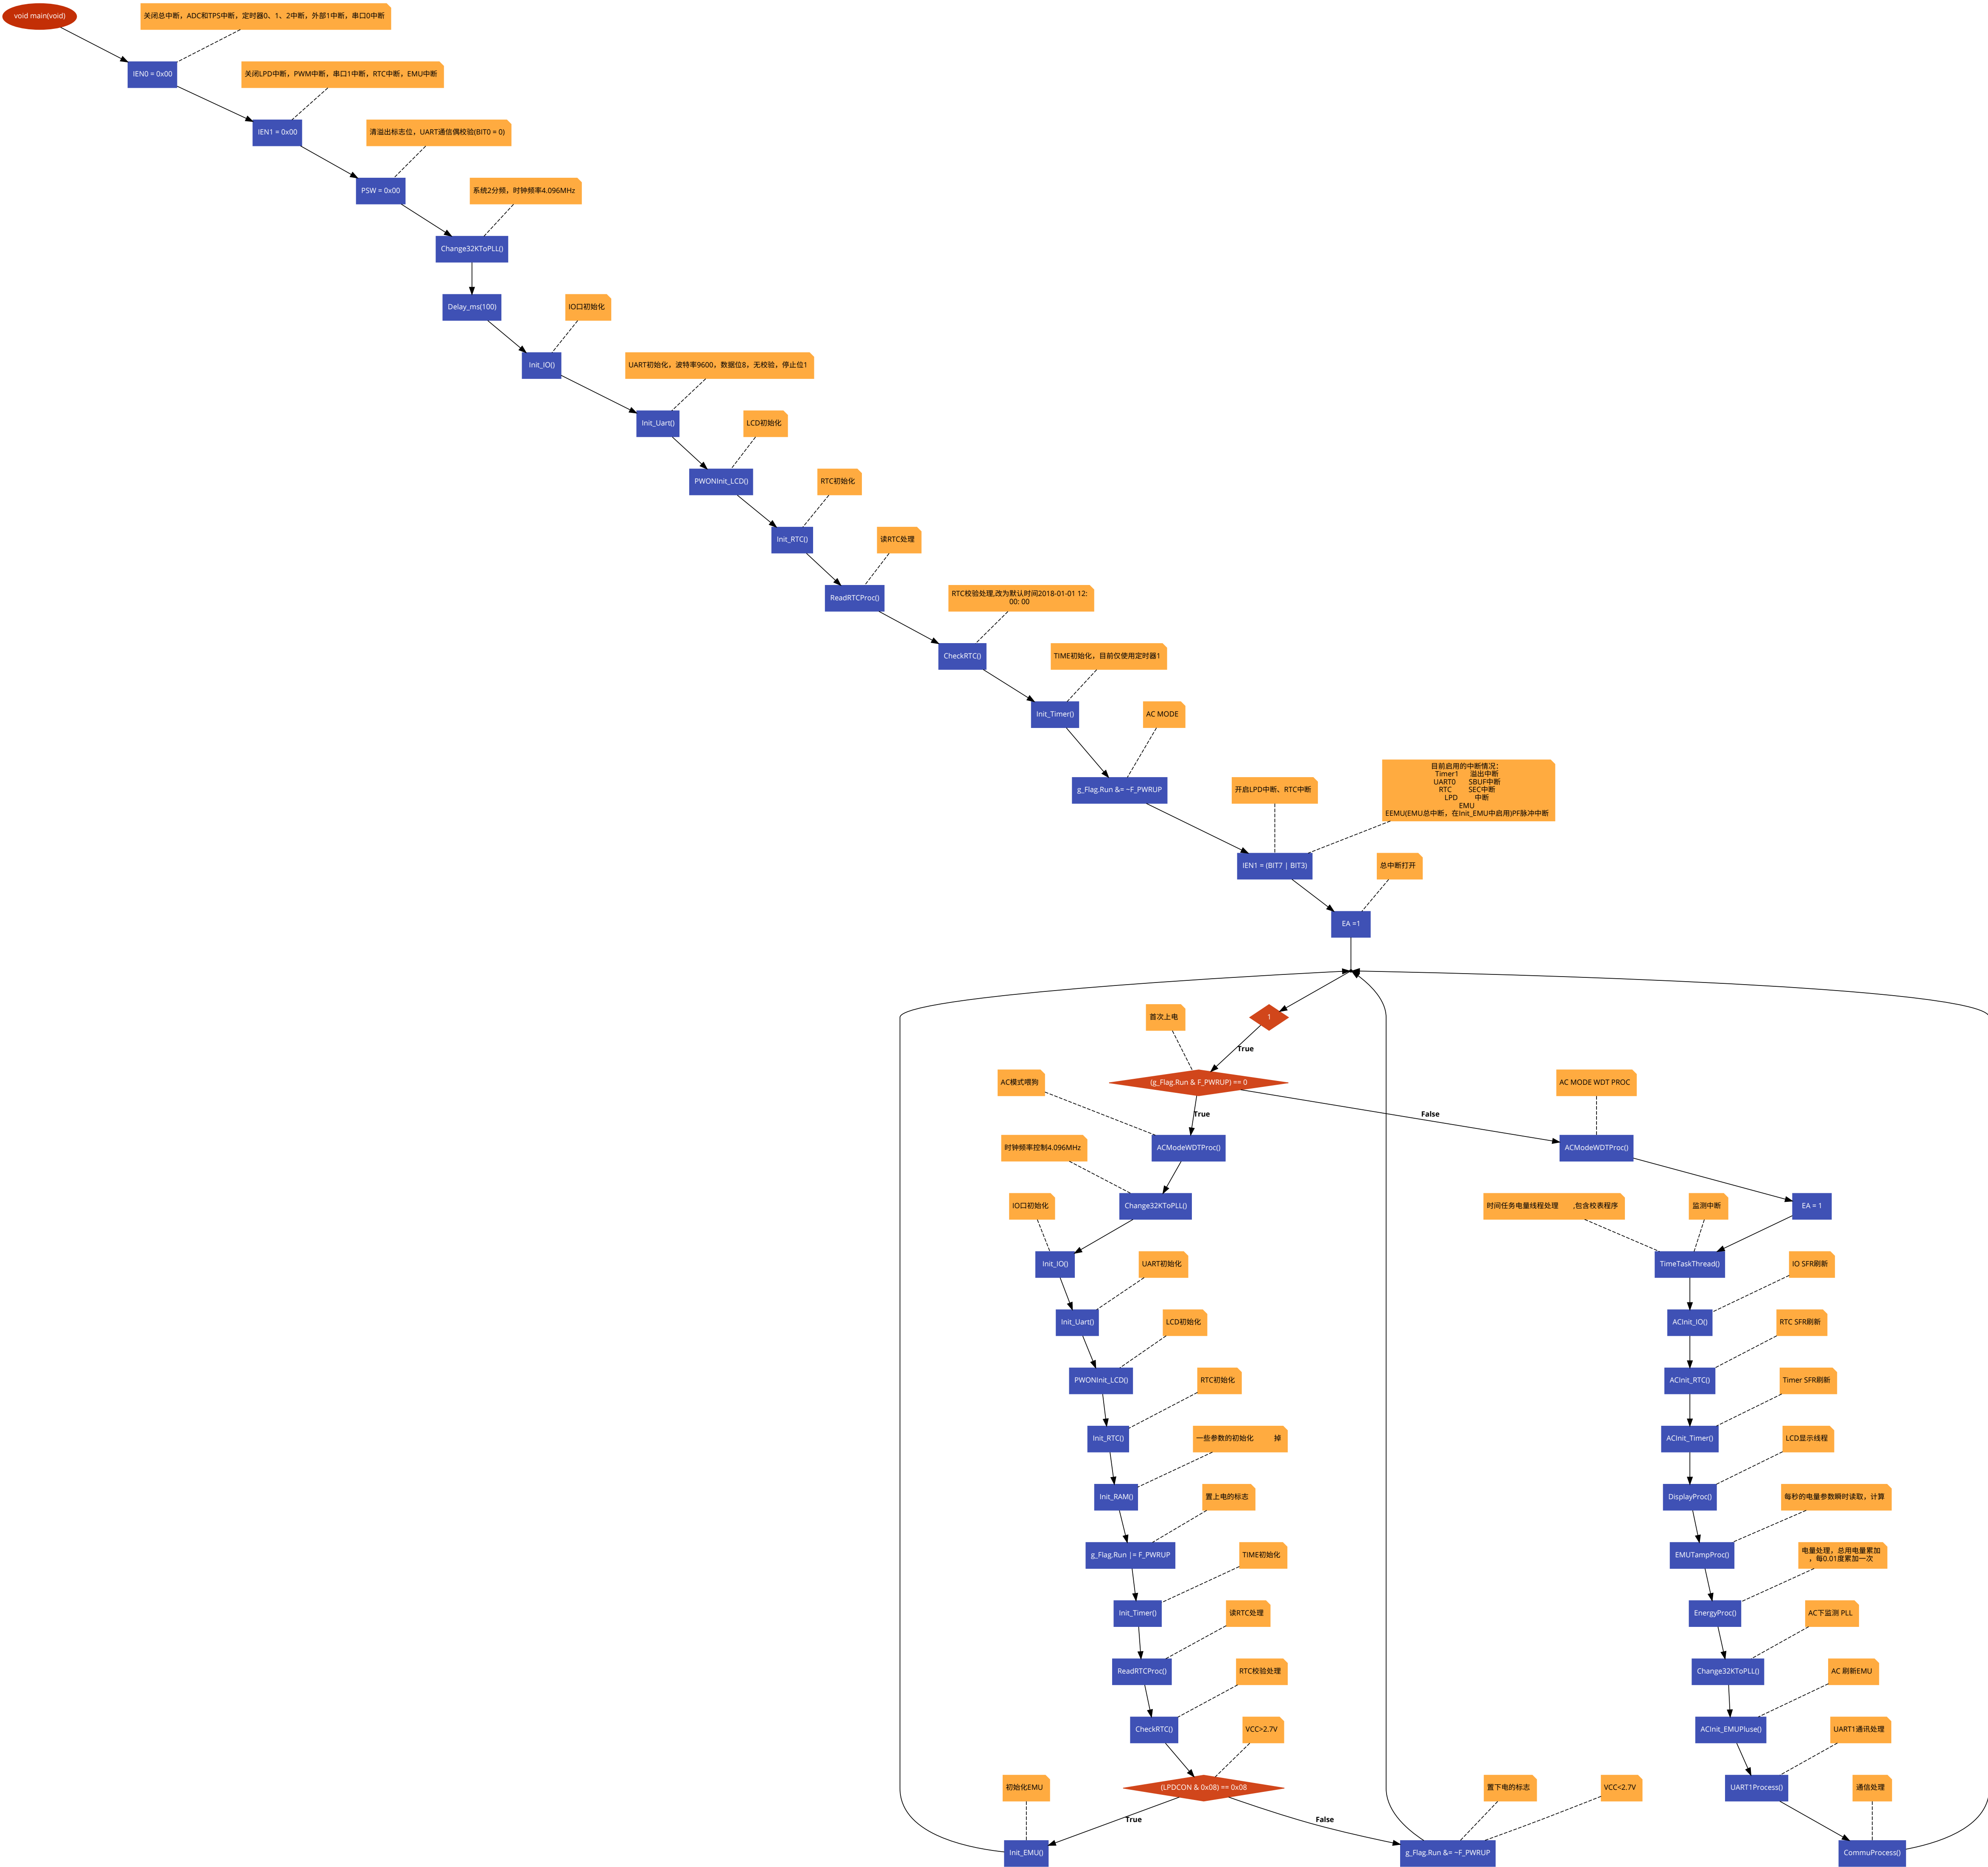 void main(void)
关闭总中断，ADC和TPS中断，定时器0、1、2中断，外部1中断，串口0中断
IEN0 = 0x00
关闭LPD中断，PWM中断，串口1中断，RTC中断，EMU中断
IEN1 = 0x00
清溢出标志位，UART通信偶校验(BIT0 = 0)
PSW = 0x00
系统2分频，时钟频率4.096MHz
Change32KToPLL()
Delay_ms(100)
IO口初始化
Init_IO()
UART初始化，波特率9600，数据位8，无校验，停止位1
Init_Uart()
LCD初始化
PWONInit_LCD()
RTC初始化
Init_RTC()
读RTC处理
ReadRTCProc()
RTC校验处理,改为默认时间2018-01-01 12:
00: 00
CheckRTC()
TIME初始化，目前仅使用定时器1
Init_Timer()
AC MODE
g_Flag.Run &= ~F_PWRUP
开启LPD中断、RTC中断
目前启用的中断情况：
Timer1 溢出中断
UART0 SBUF中断
RTC SEC中断
LPD 中断
EMU
EEMU(EMU总中断，在Init_EMU中启用)PF脉冲中断
IEN1 = (BIT7 | BIT3)
总中断打开
EA =1
首次上电
1
True
(g_Flag.Run & F_PWRUP) == 0
True
False
AC模式喂狗
ACModeWDTProc()
时钟频率控制4.096MHz
Change32KToPLL()
IO口初始化
Init_IO()
UART初始化
Init_Uart()
LCD初始化
PWONInit_LCD()
RTC初始化
Init_RTC()
一些参数的初始化 掉
Init_RAM()
置上电的标志
g_Flag.Run |= F_PWRUP
TIME初始化
Init_Timer()
读RTC处理
ReadRTCProc()
RTC校验处理
CheckRTC()
VCC>2.7V
(LPDCON & 0x08) == 0x08
True
False
初始化EMU
Init_EMU()
置下电的标志
VCC<2.7V
g_Flag.Run &= ~F_PWRUP
AC MODE WDT PROC
ACModeWDTProc()
EA = 1
时间任务电量线程处理 ,包含校表程序
监测中断
TimeTaskThread()
IO SFR刷新
ACInit_IO()
RTC SFR刷新
ACInit_RTC()
Timer SFR刷新
ACInit_Timer()
LCD显示线程
DisplayProc()
每秒的电量参数瞬时读取，计算
EMUTampProc()
电量处理，总用电量累加
，每0.01度累加一次
EnergyProc()
AC下监测 PLL
Change32KToPLL()
AC 刷新EMU
ACInit_EMUPluse()
UART1通讯处理
UART1Process()
通信处理
CommuProcess()